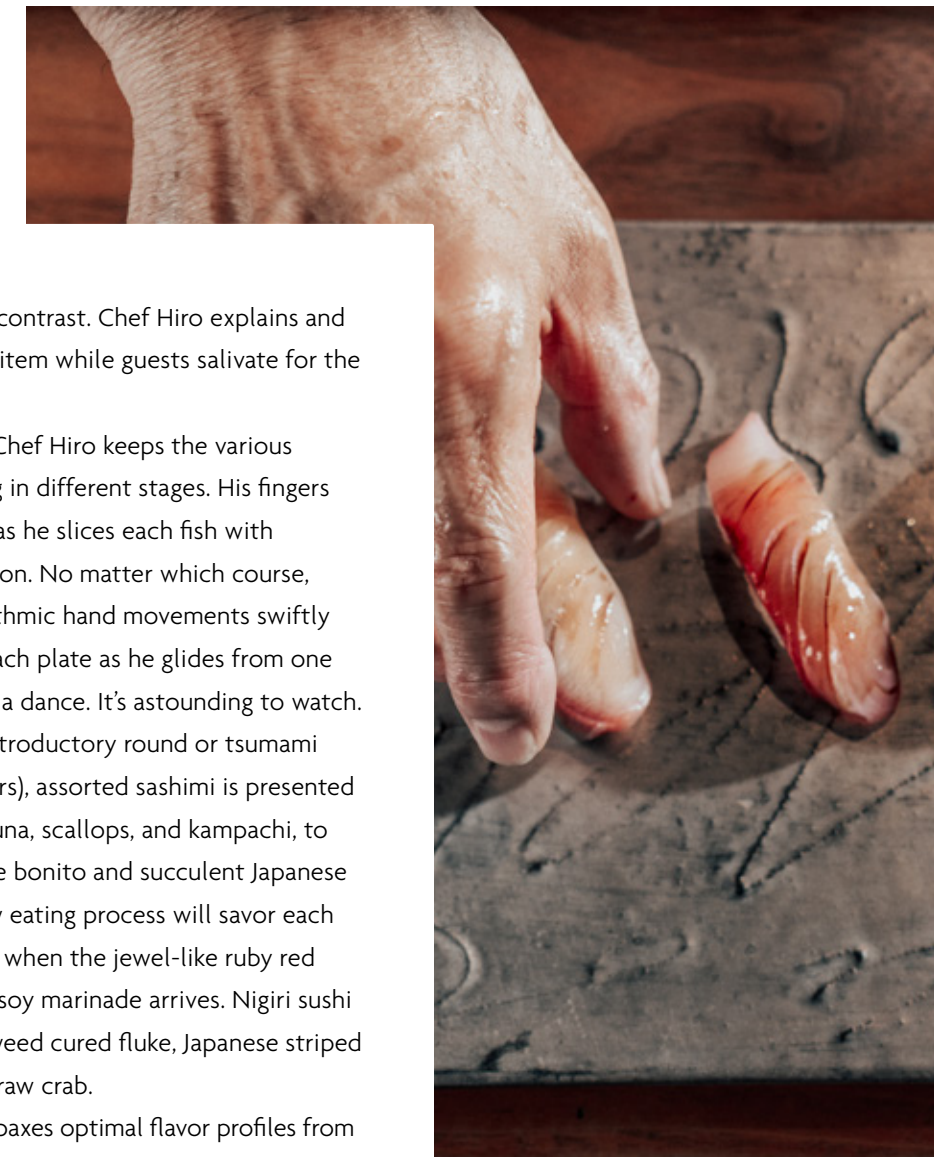 contrast. Chef Hiro explains and
item while guests salivate for the
Chef Hiro keeps the various
in different stages. His fingers
as he slices each fish with
on. No matter which course,
thmic hand movements swiftly
ach plate as he glides from one
a dance. It’s astounding to watch.
troductory round or tsumami
rs), assorted sashimi is presented
una, scallops, and kampachi, to
e bonito and succulent Japanese
eating process will savor each
when the jewel-like ruby red
soy marinade arrives. Nigiri sushi
weed cured fluke, Japanese striped
raw crab.
oaxes optimal flavor profiles from